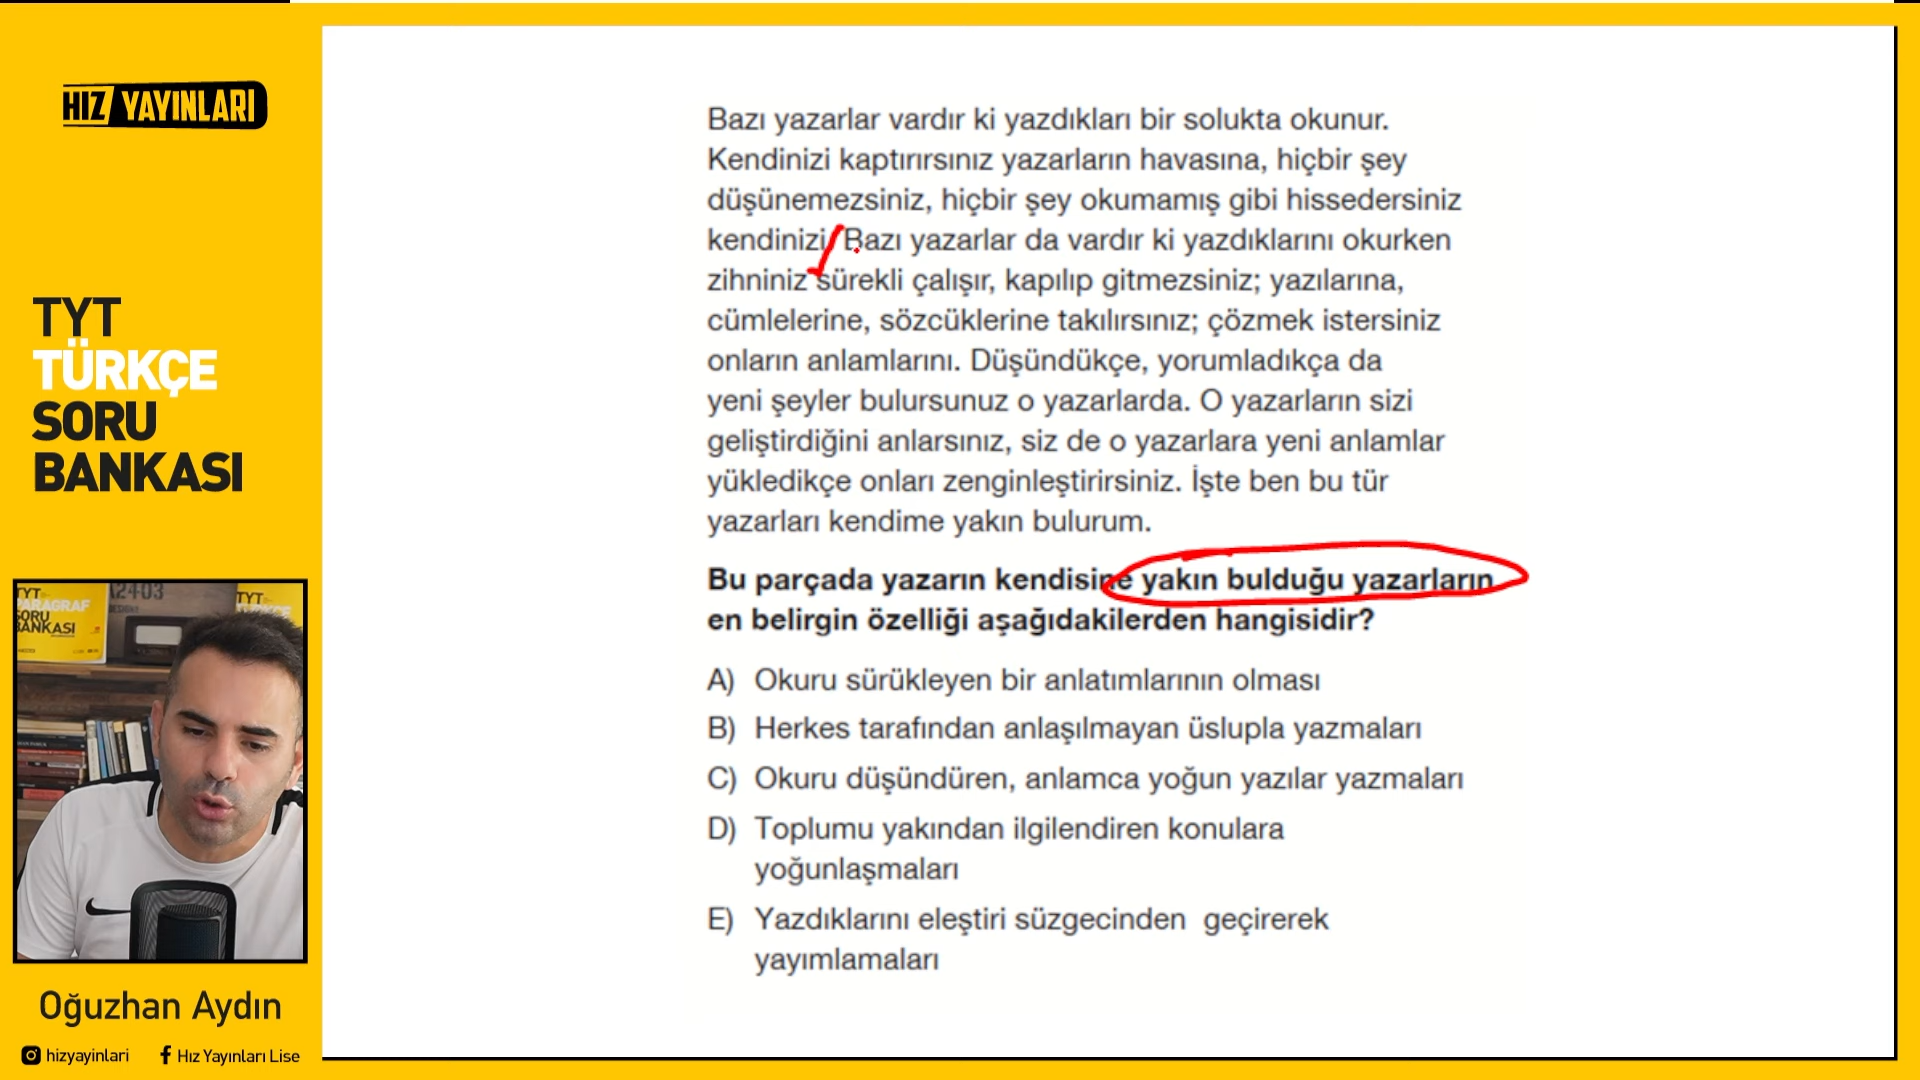 HIZ YAYINLARI
TYT
TÜRKÇE
SORU
BANKASI
Bazı yazarlar vardır ki yazdıkları bir solukta okunur.
Kendinizi kaptırırsınız yazarların havasına, hiçbir şey
düşünemezsiniz, hiçbir şey okumamış gibi hissedersiniz
kendinizi. Bazı yazarlar da vardır ki yazdıklarını okurken
zihniniz sürekli çalışır, kapılıp gitmezsiniz; yazılarına,
cümlelerine, sözcüklerine takılırsınız; çözmek istersiniz
onların anlamlarını. Düşündükçe, yorumladıkça da
yeni şeyler bulursunuz o yazarlarda. O yazarların sizi
geliştirdiğini anlarsınız, siz de o yazarlara yeni anlamlar
yükledikçe onları zenginleştirirsiniz. İşte ben bu tür
yazarları kendime yakın bulurum.
Bu parçada yazarın kendisine yakın bulduğu yazarların
en belirgin özelliği aşağıdakilerden hangisidir?
A) Okuru sürükleyen bir anlatımlarının olması
B) Herkes tarafından anlaşılmayan üslupla yazmaları
C) Okuru düşündüren, anlamca yoğun yazılar yazmaları
D) Toplumu yakından ilgilendiren konulara
yoğunlaşmaları
E) Yazdıklarını eleştiri süzgecinden geçirerek
yayımlamaları
TYT
PARAGRAF
SORU
BANKASI
TYT
Oğuzhan Aydın
hizyayinlari
Hız Yayınları Lise